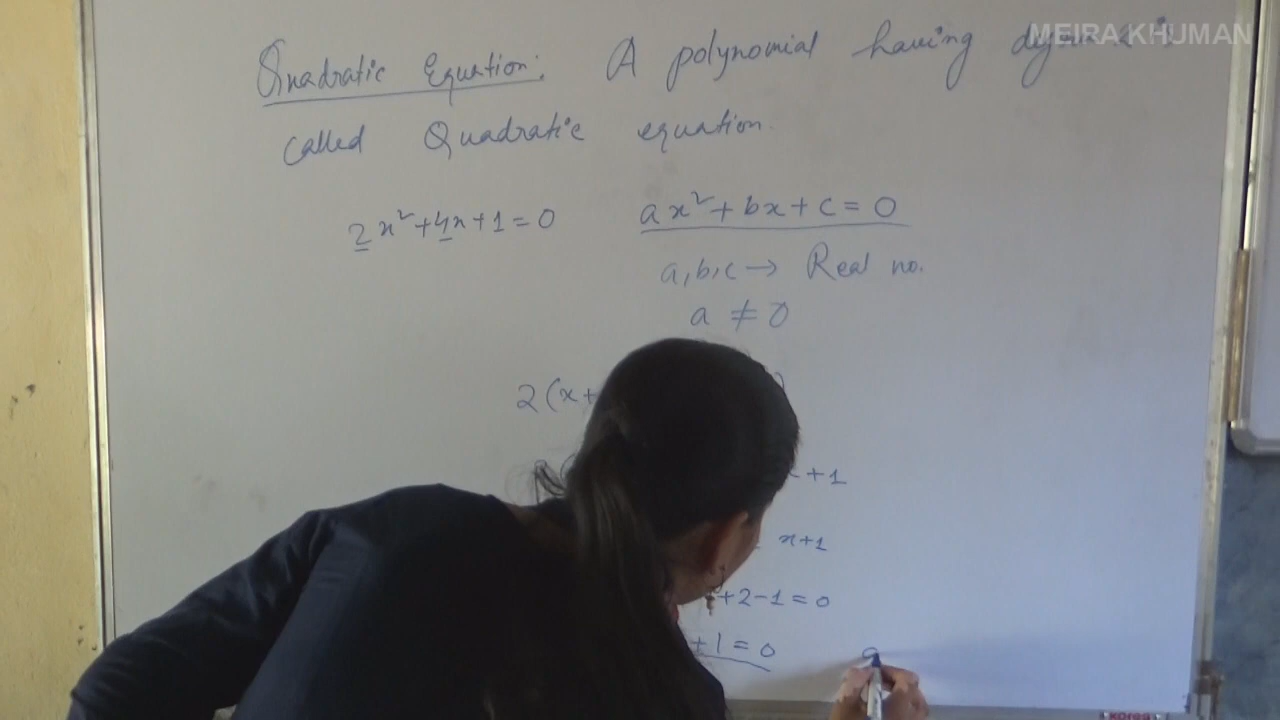 MEIRA KHUMAN
Quadratic Equation: A polynomial having
called Quadratic equation.
2x²+4x+1=0
ax²+bx+c=0
a,b,c→ Real no.
a ≠ 0
2(x+
+1
x+1
+2-1=0
+1=0